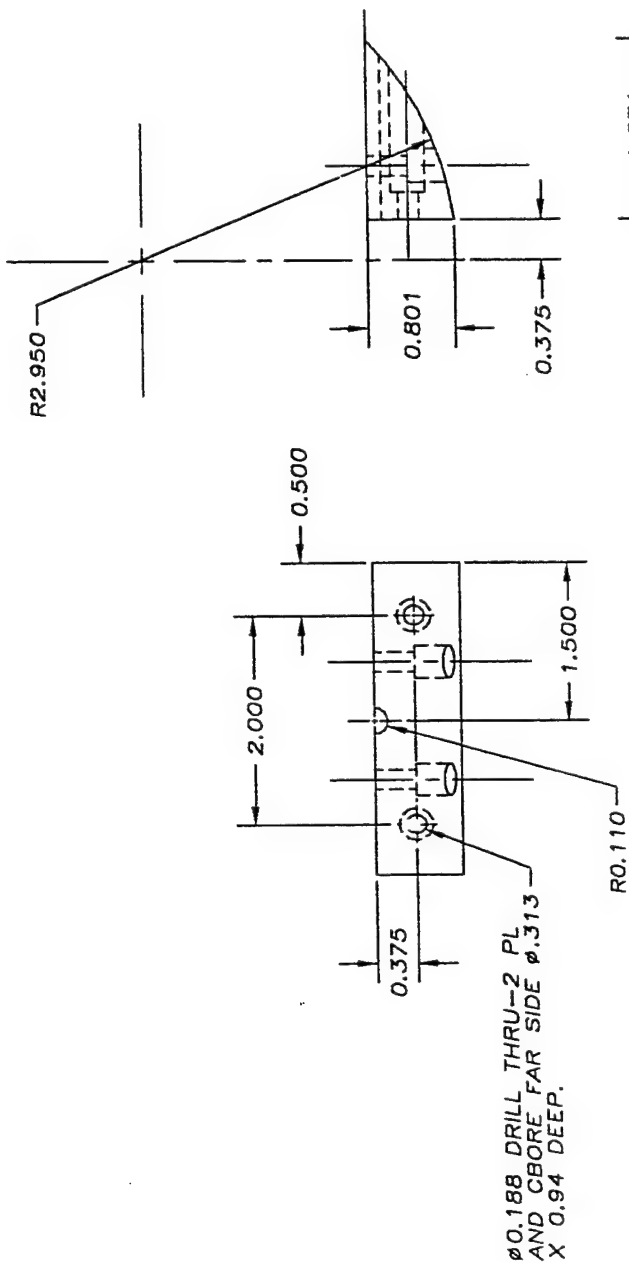 R2.950
0.801
0.375
0.500
2.000
1.500
0.375
R0.110
ø0.188 DRILL THRU-2 PL
AND CBORE FAR SIDE ø.313
X 0.94 DEEP.